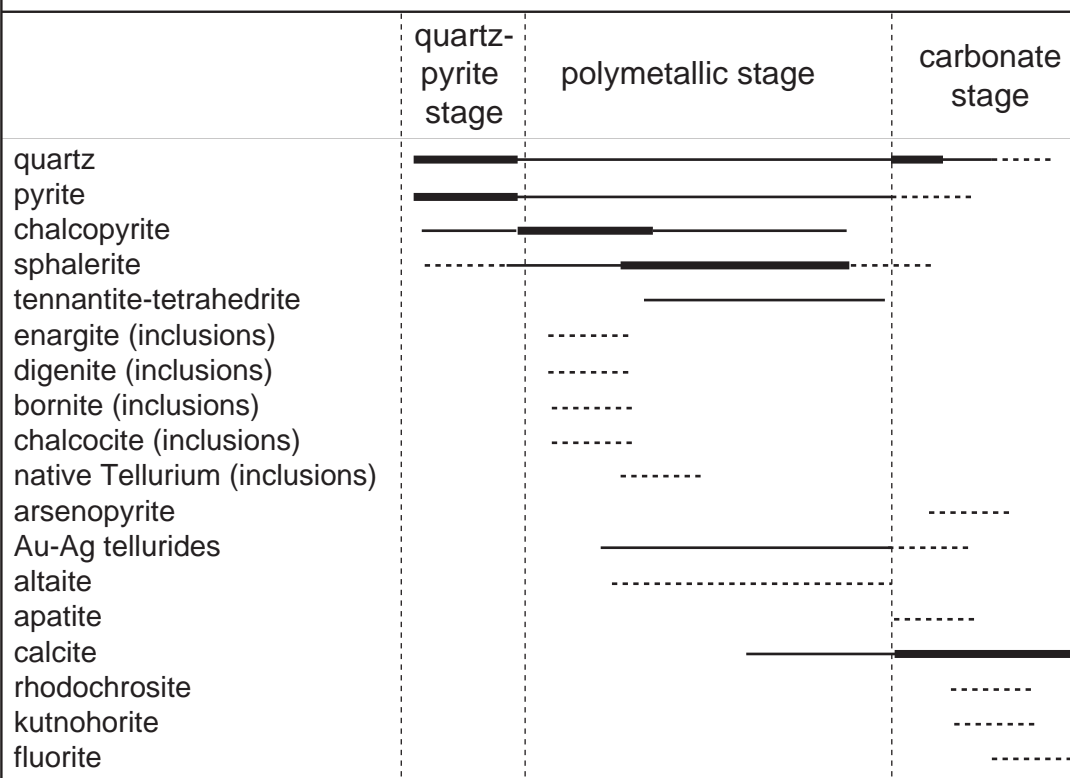 quartz-
pyrite
stage
polymetallic stage
carbonate
stage
quartz
pyrite
chalcopyrite
sphalerite
tennantite-tetrahedrite
enargite (inclusions)
digenite (inclusions)
bornite (inclusions)
chalcocite (inclusions)
native Tellurium (inclusions)
arsenopyrite
Au-Ag tellurides
altaite
apatite
calcite
rhodochrosite
kutnohorite
fluorite